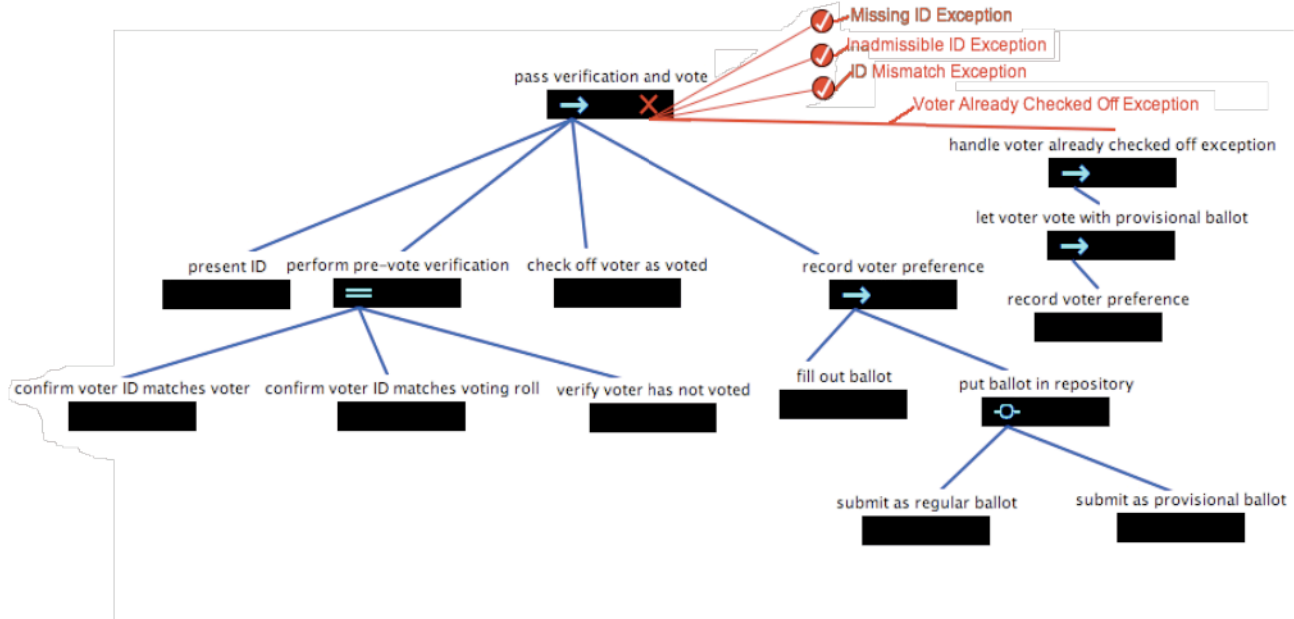 Missing ID Exception
Inadmissible ID Exception
ID Mismatch Exception
pass verification and vote
Voter Already Checked Off Exception
handle voter already checked off exception
let voter vote with provisional ballot
present ID
perform pre-vote verification
check off voter as voted
record voter preference
record voter preference
confirm voter ID matches voter
confirm voter ID matches voting roll
verify voter has not voted
fill out ballot
put ballot in repository
submit as regular ballot
submit as provisional ballot